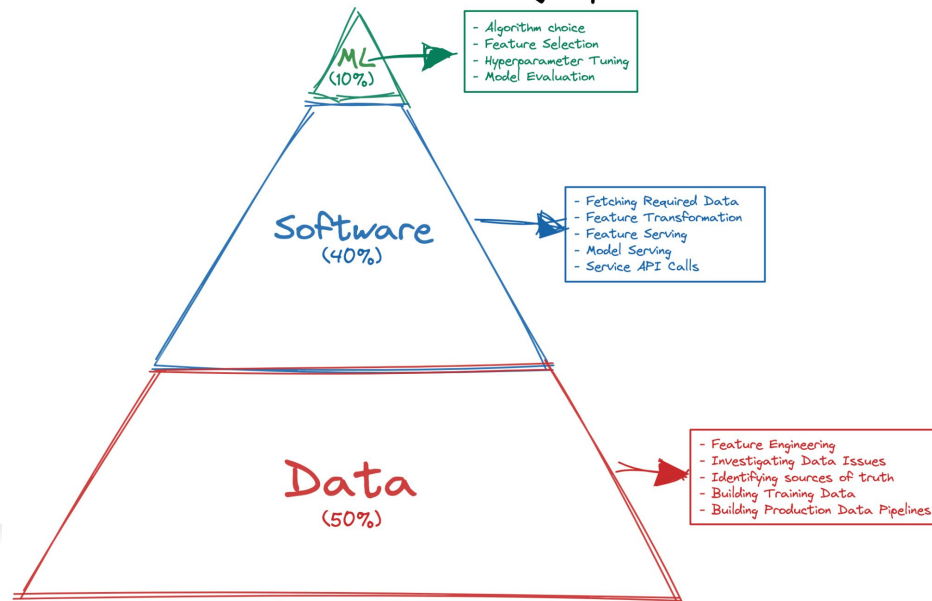 ML
(10%)
- Algorithm choice
- Feature Selection
- Hyperparameter Tuning
- Model Evaluation
Software
(40%)
- Fetching Required Data
- Feature Transformation
- Feature Serving
- Model Serving
- Service API Calls
Data
(50%)
- Feature Engineering
- Investigating Data Issues
- Identifying sources of truth
- Building Training Data
- Building Production Data Pipelines